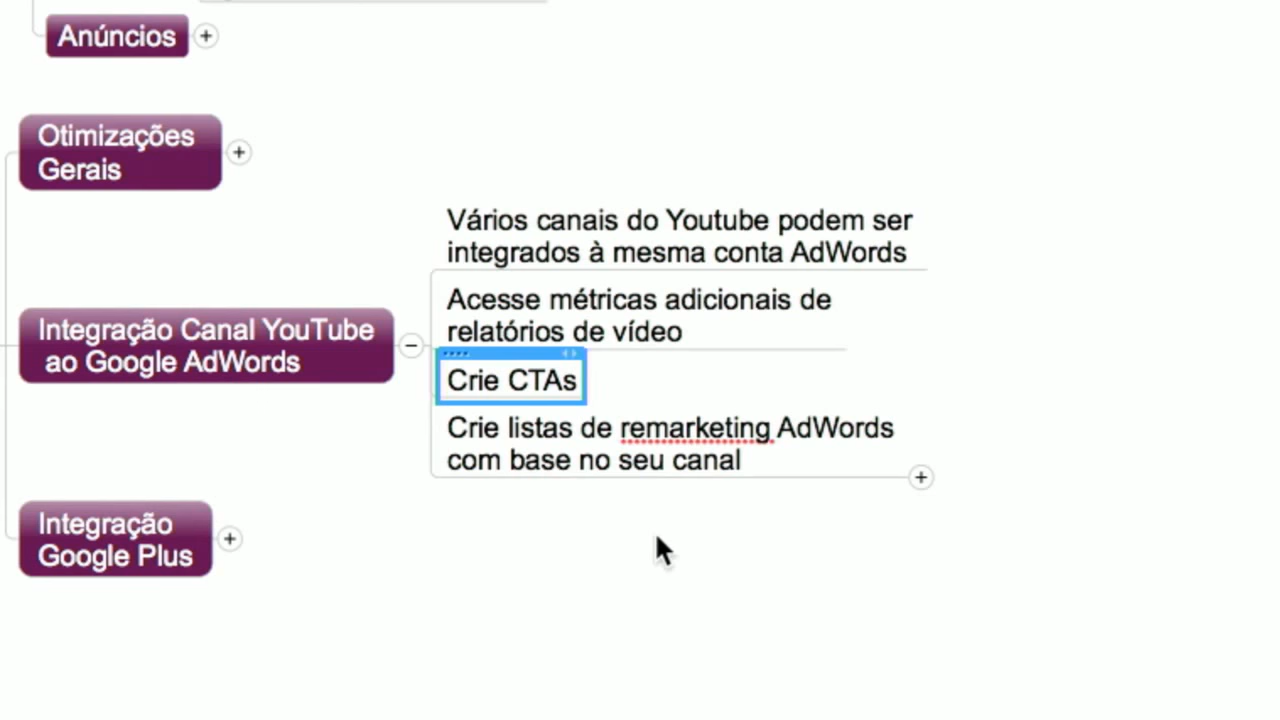 Anúncios
Otimizações
Gerais
Vários canais do Youtube podem ser
integrados à mesma conta AdWords
Acesse métricas adicionais de
relatórios de vídeo
Integração Canal YouTube
ao Google AdWords
Crie CTAs
Crie listas de remarketing AdWords
com base no seu canal
Integração
Google Plus